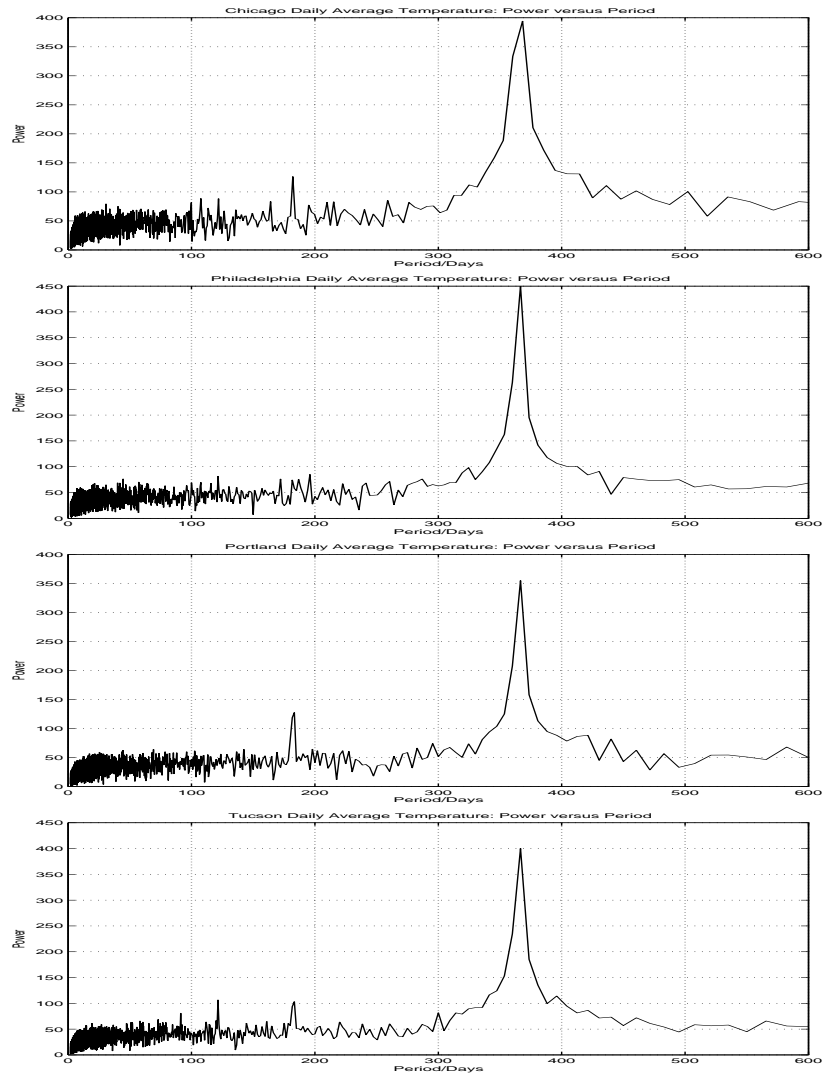 Chicago Daily Average Temperature: Power versus Period
400
350
300
250
200
150
100
50
0
Power
0 100 200 300 400 500 600
Period/Days
Philadelphia Daily Average Temperature: Power versus Period
450
400
350
300
250
200
150
100
50
0
Power
0 100 200 300 400 500 600
Period/Days
Portland Daily Average Temperature: Power versus Period
400
350
300
250
200
150
100
50
0
Power
0 100 200 300 400 500 600
Period/Days
Tucson Daily Average Temperature: Power versus Period
450
400
350
300
250
200
150
100
50
0
Power
0 100 200 300 400 500 600
Period/Days